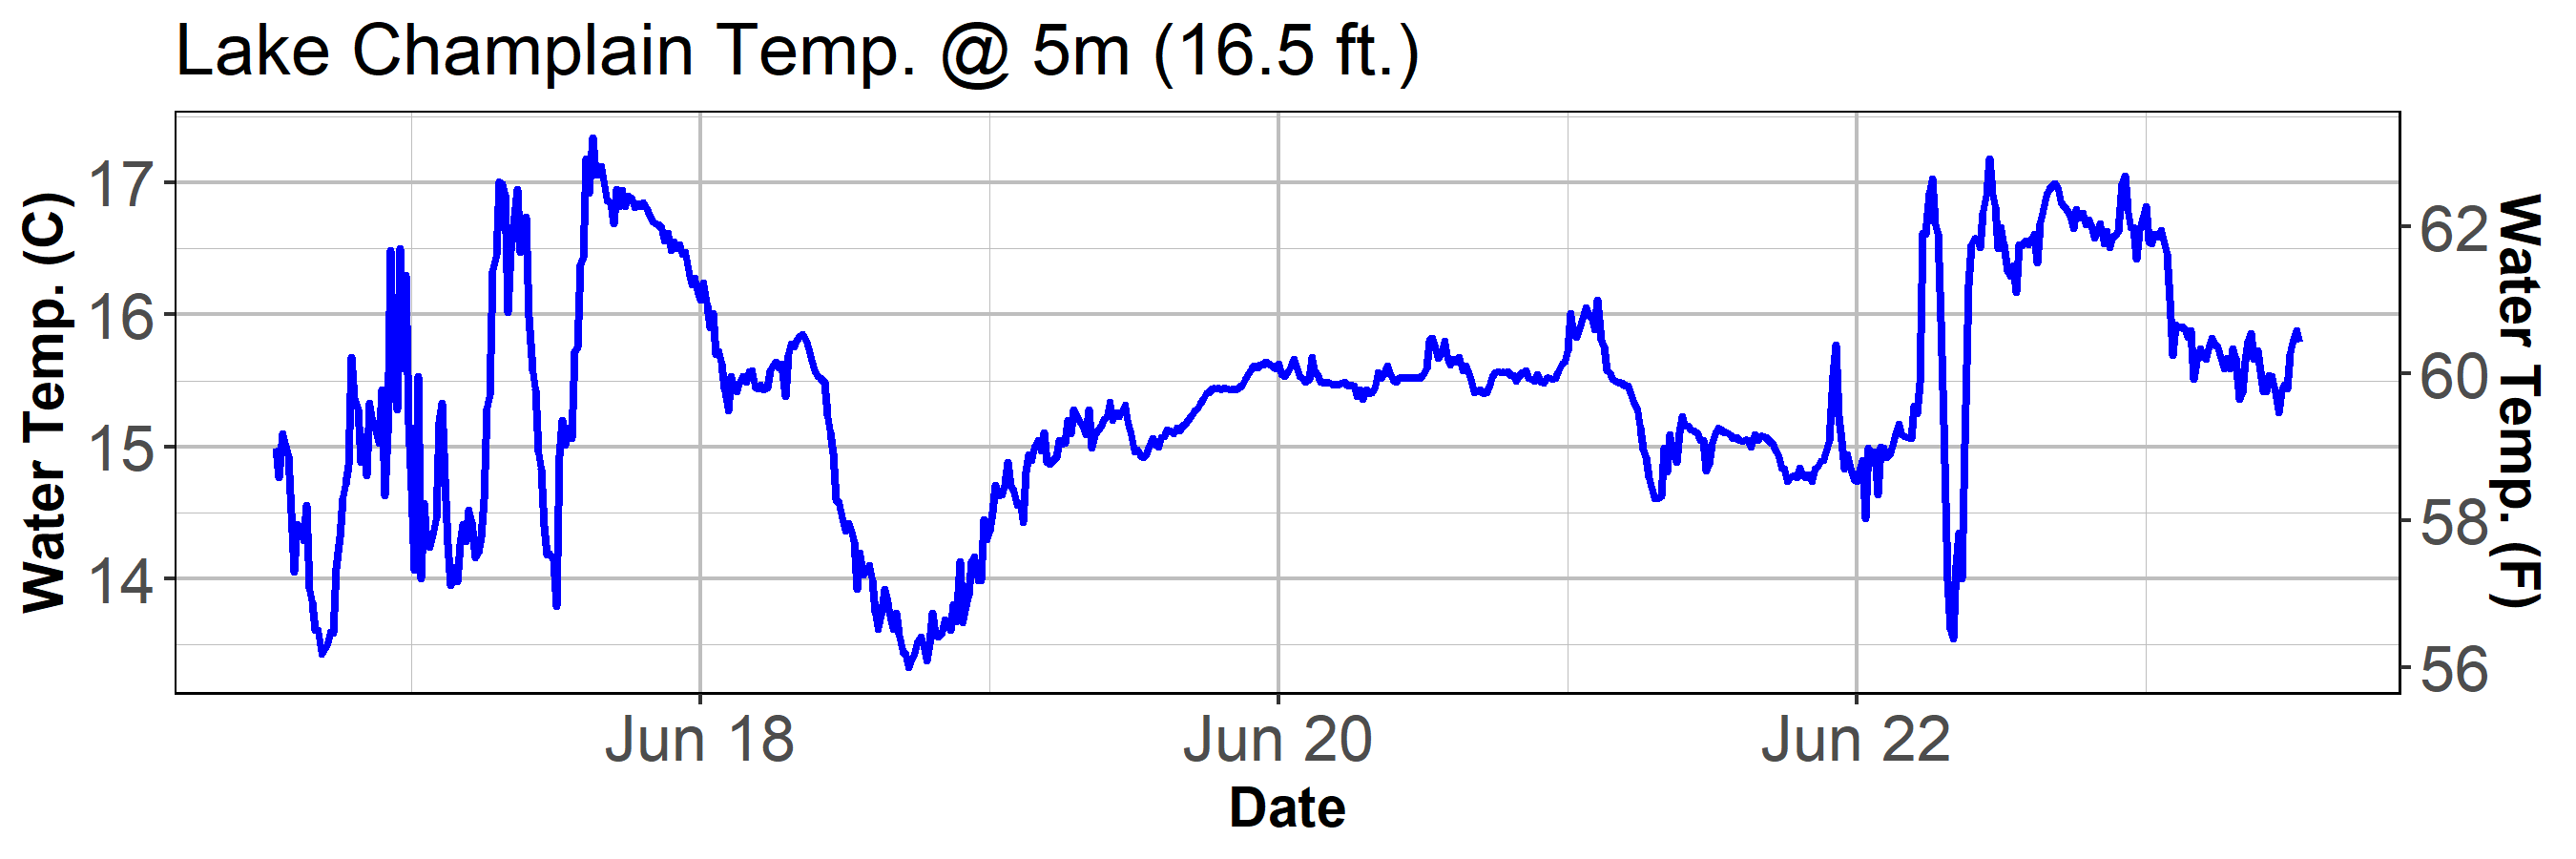 Lake Champlain Temp. @ 5m (16.5 ft.)
Water Temp. (C)
17
16
15
14
62
60
58
56
Water Temp. (F)
Jun 18
Jun 20
Jun 22
Date